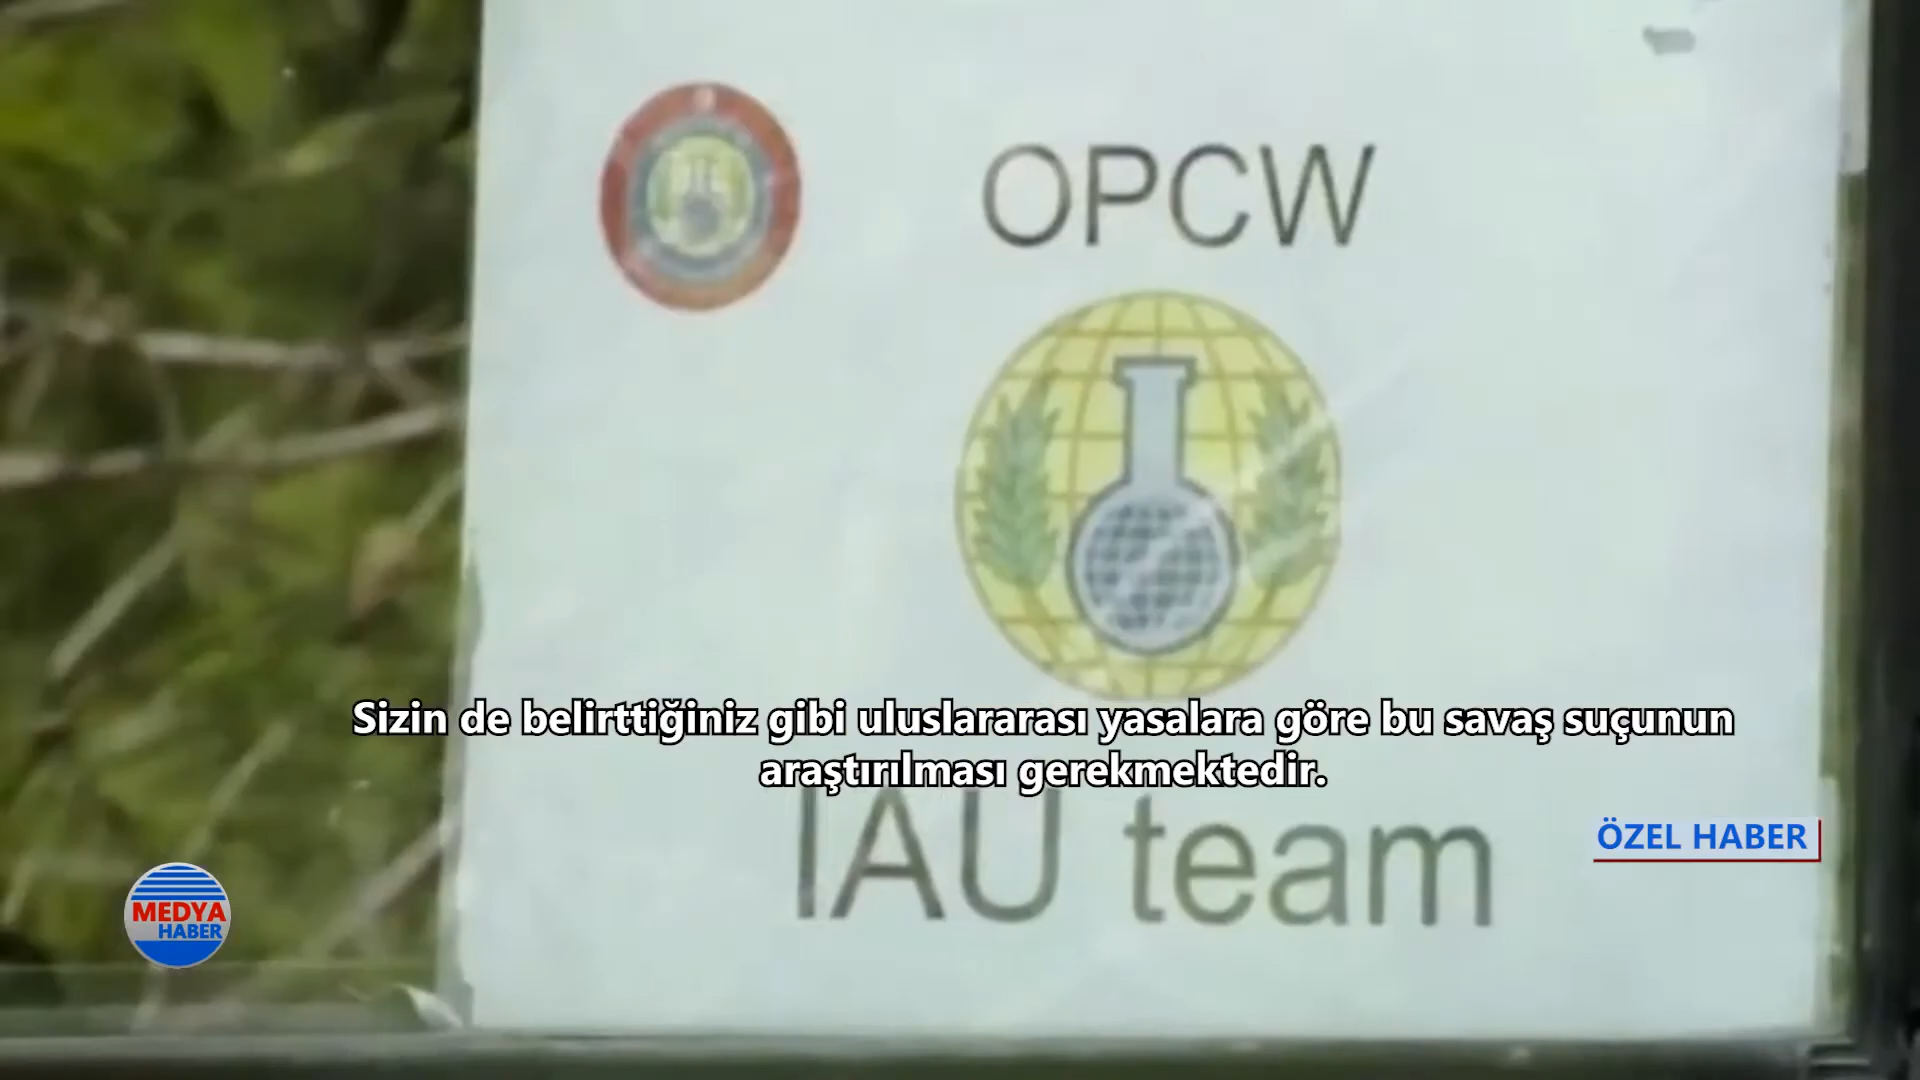 OPCW
Sizin de belirttiğiniz gibi uluslararası yasalara göre bu savaş suçunun
araştırılması gerekmektedir.
IAU team
ÖZEL HABER
MEDYA
HABER